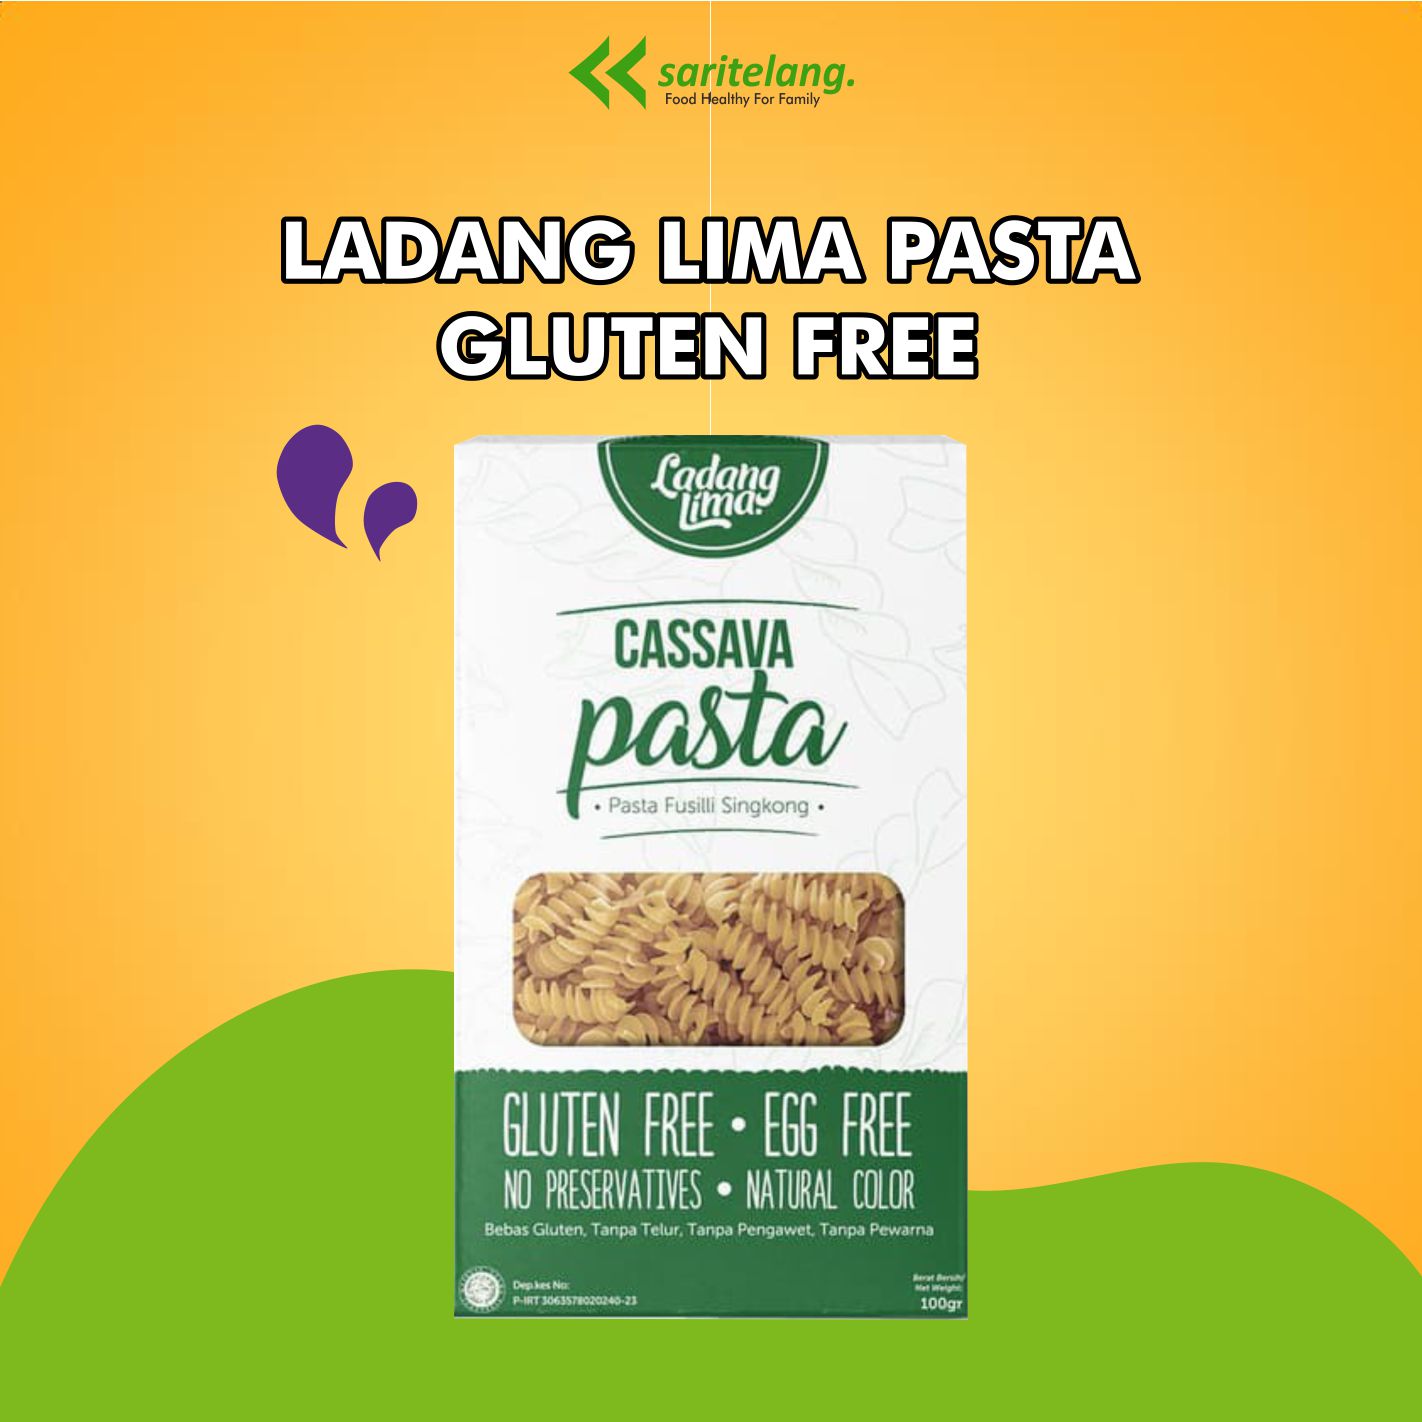 saritelang.
Food Healthy For Family
LADANG LIMA PASTA
GLUTEN FREE
Ladang
Lima.
CASSAVA
pasta
• Pasta Fusilli Singkong •
GLUTEN FREE • EGG FREE
NO PRESERVATIVES • NATURAL COLOR
Bebas Gluten, Tanpa Telur, Tanpa Pengawet, Tanpa Pewarna
Dep.kes No:
P-IRT 3063578020240-23
Berat Bersih/
Net Weight:
100gr